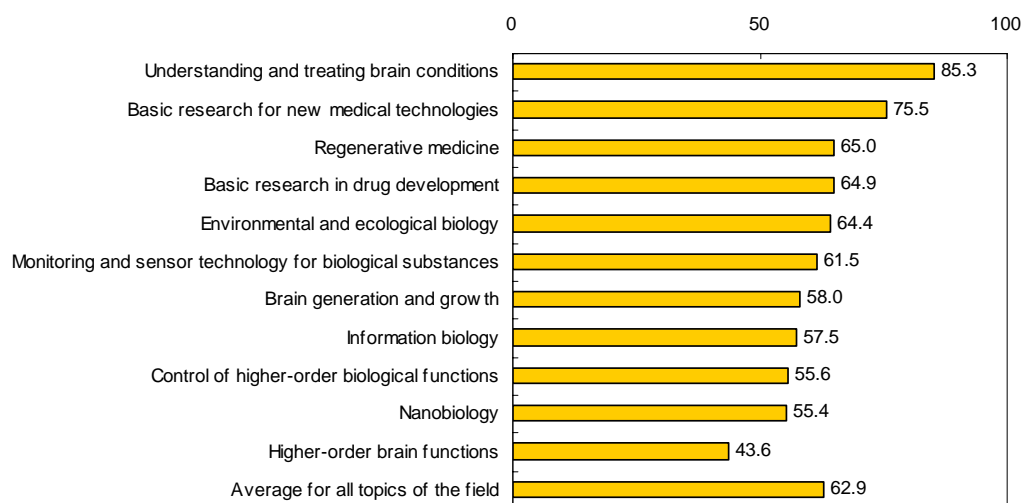 0 50 100
Understanding and treating brain conditions 85.3
Basic research for new medical technologies 75.5
Regenerative medicine 65.0
Basic research in drug development 64.9
Environmental and ecological biology 64.4
Monitoring and sensor technology for biological substances 61.5
Brain generation and growth 58.0
Information biology 57.5
Control of higher-order biological functions 55.6
Nanobiology 55.4
Higher-order brain functions 43.6
Average for all topics of the field 62.9